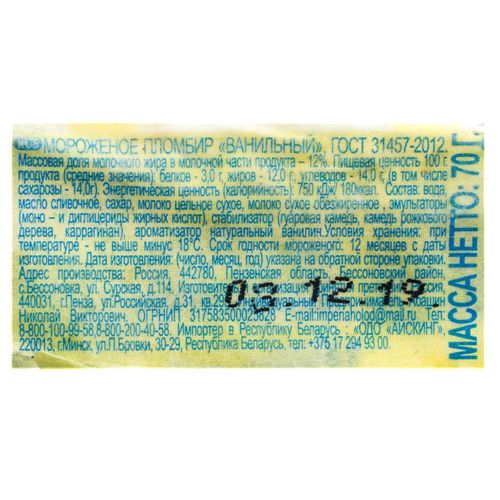 RUS МОРОЖЕНОЕ ПЛОМБИР «ВАНИЛЬНЫЙ». ГОСТ 31457-2012.
Массовая доля молочного жира в молочной части продукта - 12%. Пищевая ценность 100 г.
продукта (средние значения), белков - 3,0 г, жиров - 12,0 г., углеводов - 14,0 г, (в том числе
сахарозы - 14,0г). Энергетическая ценность (калорийность): 750 кДж/ 180ккал. Состав: вода,
масло сливочное, сахар, молоко цельное сухое, молоко сухое обезжиренное, эмульгаторы
(моно – и диглицериды жирных кислот), стабилизатор (гуаровая камедь, камедь рожкового
дерева, каррагинан), ароматизатор натуральный ванилин. Условия хранения: при
температуре - не выше минус 18°С. Срок годности мороженого: 12 месяцев с даты
изготовления. Дата изготовления: (число, месяц, год) указана на обратной стороне упаковки.
Адрес производства: Россия, 442780, Пензенская область, Бессоновский район,
с.Бессоновка, ул. Сурская, д.114. Изготовитель:
440031, г.Пенза, ул.Российская, д.31, кв.29
Николай Викторович. ОГРНИП 317583500025628 E-mail:imperiaholod@mail.ru Тел.:
8-800-100-99-58,8-800-200-40-58. Импортер в Республику Беларусь : «ОДО «АЙСКИНГ»,
220013, г.Минск, ул.П.Бровки, 30-29, Республика Беларусь, тел.: +375 17 294 93 00.
03.12.19
МАССА НЕТТО: 70 Г.